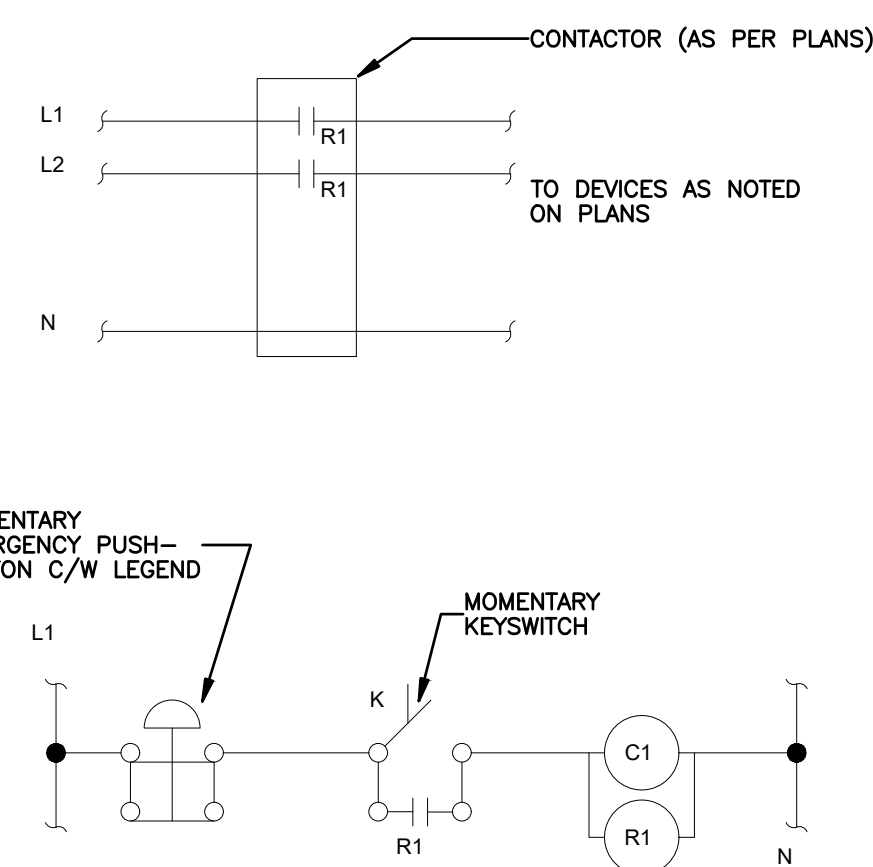 CONTACTOR (AS PER PLANS)
L1
R1
L2
R1
TO DEVICES AS NOTED
ON PLANS
N
ENTARY
RGENCY PUSH-
ON C/W LEGEND
MOMENTARY
KEYSWITCH
L1
K
C1
R1
R1
N